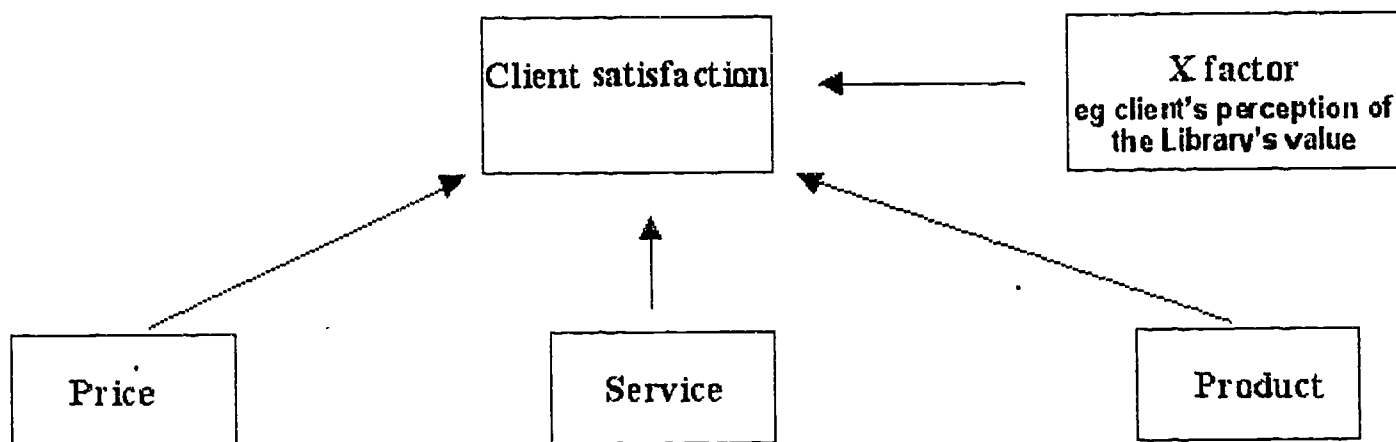 Client satisfaction
X factor
eg client's perception of
the Library's value
Price
Service
Product